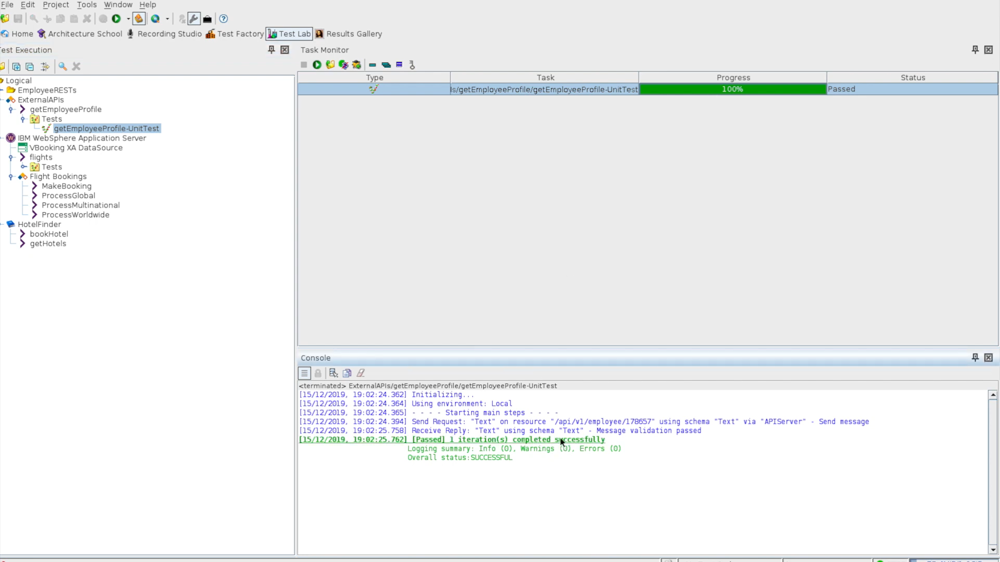 File Edit Project Tools Window Help
Home Architecture School Recording Studio Test Factory Test Lab Results Gallery
est Execution
Logical
EmployeeRESTs
ExternalAPIs
getEmployeeProfile
Tests
getEmployeeProfile-UnitTest
IBM WebSphere Application Server
VBooking XA DataSource
flights
Tests
Flight Bookings
MakeBooking
ProcessGlobal
ProcessMultinational
ProcessWorldwide
HotelFinder
bookHotel
getHotels
Task Monitor
Type Task Progress Status
ls/getEmployeeProfile/getEmployeeProfile-UnitTest 100% Passed
Console
<terminated> ExternalAPIs/getEmployeeProfile/getEmployeeProfile-UnitTest
[15/12/2019, 19:02:24.362] Initializing...
[15/12/2019, 19:02:24.364] Using environment: Local
[15/12/2019, 19:02:24.365] - - - - Starting main steps - - - -
[15/12/2019, 19:02:24.394] Send Request: "Text" on resource "/api/v1/employee/178657" using schema "Text" via "APIServer" - Send message
[15/12/2019, 19:02:25.758] Receive Reply: "Text" using schema "Text" - Message validation passed
[15/12/2019, 19:02:25.762] [Passed] 1 iteration(s) completed successfully
Logging summary: Info (0), Warnings (0), Errors (0)
Overall status:SUCCESSFUL